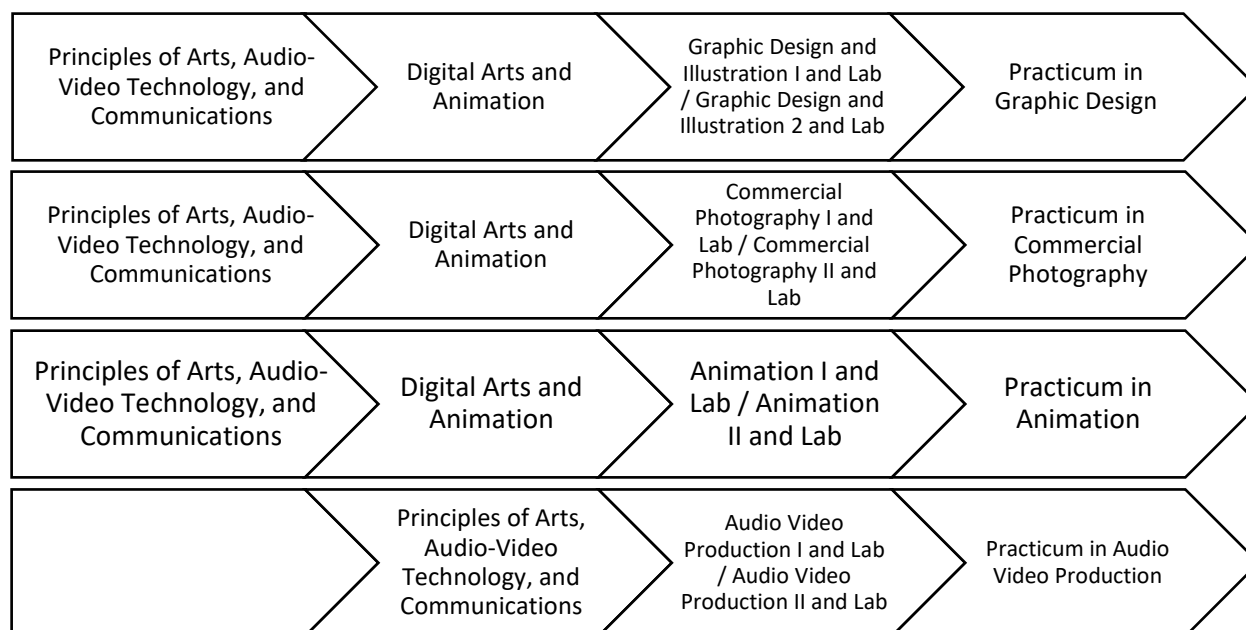 Principles of Arts, Audio-
Video Technology, and
Communications
Digital Arts and
Animation
Graphic Design and
Illustration I and Lab
/ Graphic Design and
Illustration 2 and Lab
Practicum in
Graphic Design
Principles of Arts, Audio-
Video Technology, and
Communications
Digital Arts and
Animation
Commercial
Photography I and
Lab / Commercial
Photography II and
Lab
Practicum in
Commercial
Photography
Principles of Arts, Audio-
Video Technology, and
Communications
Digital Arts and
Animation
Animation I and
Lab / Animation
II and Lab
Practicum in
Animation
Principles of Arts,
Audio-Video
Technology, and
Communications
Audio Video
Production I and Lab
/ Audio Video
Production II and Lab
Practicum in Audio
Video Production